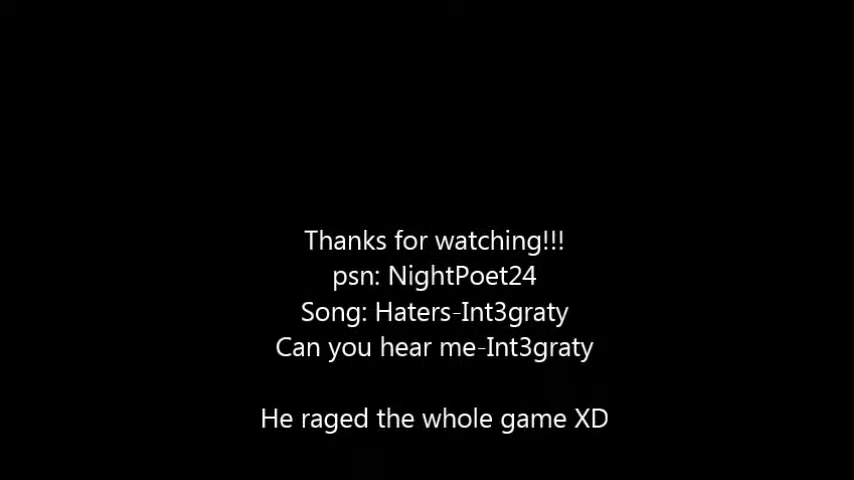 Thanks for watching!!!
psn: NightPoet24
Song: Haters-Int3graty
Can you hear me-Int3graty
He raged the whole game XD